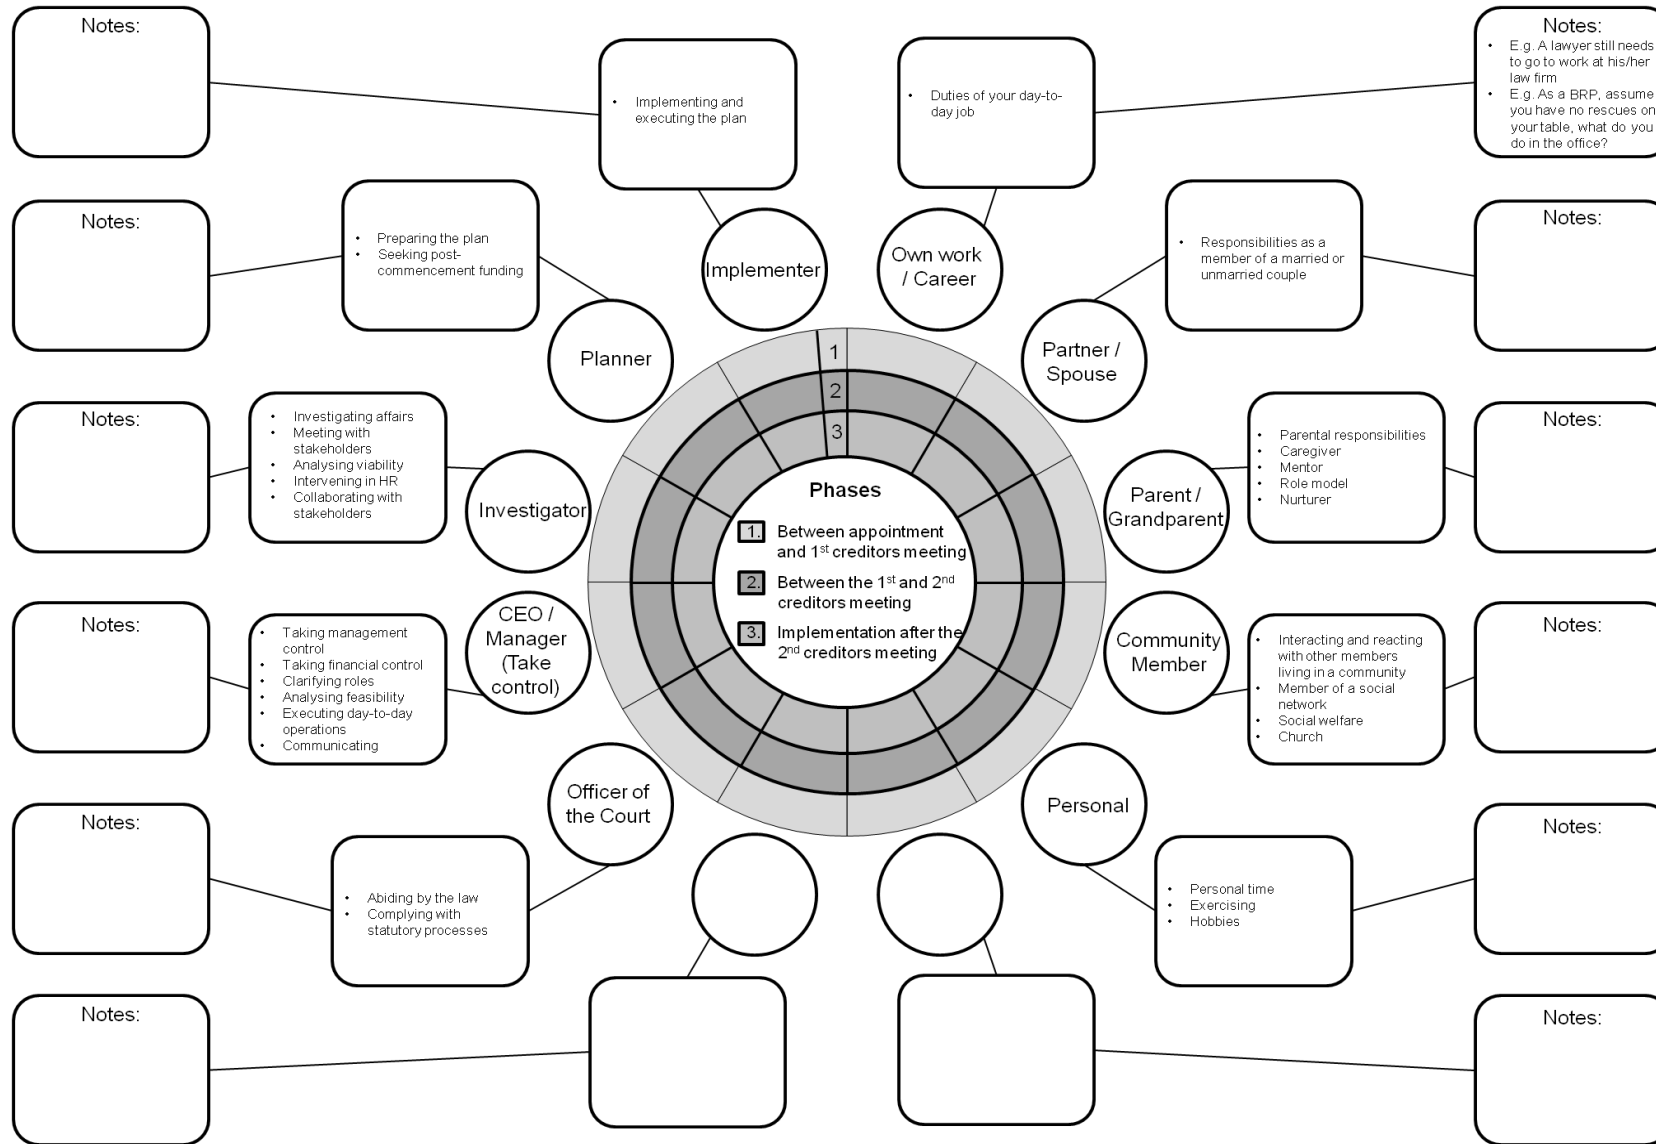 Notes:
Notes:
• E.g. A lawyer still needs
to go to work at his/her
law firm
• E.g. As a BRP, assume
you have no rescues on
your table, what do you
do in the office?
• Implementing and
executing the plan
• Duties of your day-to-
day job
Notes:
• Preparing the plan
• Seeking post-
commencement funding
Implementer
Own work
/ Career
• Responsibilities as a
member of a married or
unmarried couple
Notes:
Planner
Partner /
Spouse
1
2
3
Notes:
• Investigating affairs
• Meeting with
stakeholders
• Analysing viability
• Intervening in HR
• Collaborating with
stakeholders
Investigator
Phases
1. Between appointment
and 1st creditors meeting
2. Between the 1st and 2nd
creditors meeting
3. Implementation after the
2nd creditors meeting
Parent /
Grandparent
• Parental responsibilities
• Caregiver
• Mentor
• Role model
• Nurturer
Notes:
Notes:
• Taking management
control
• Taking financial control
• Clarifying roles
• Analysing feasibility
• Executing day-to-day
operations
• Communicating
CEO /
Manager
(Take
control)
Community
Member
• Interacting and reacting
with other members
living in a community
• Member of a social
network
• Social welfare
• Church
Notes:
Notes:
• Abiding by the law
• Complying with
statutory processes
Officer of
the Court
Personal
• Personal time
• Exercising
• Hobbies
Notes:
Notes:
Notes: